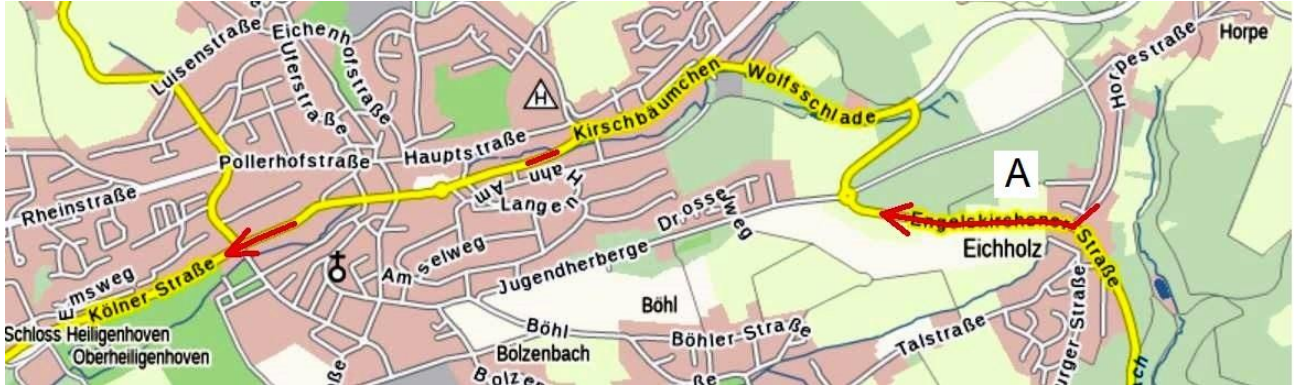 Luisenstraße
Eichenhofstraße
Uferstraße
H
Kirschbäumchen
Wolfsschlade
Horpestraße
Horpe
Pollerhofstraße
Hauptstraße
Rheinstraße
Am
Hahn
Langen
Drosselweg
A
Engelskirchener
Straße
Eichholz
Emsweg
Kölner Straße
Amselweg
Jugendherberge
Böhl
Schloss Heiligenhoven
Oberheiligenhoven
Böhl
Bolzenbach
Böhler-Straße
Talstraße